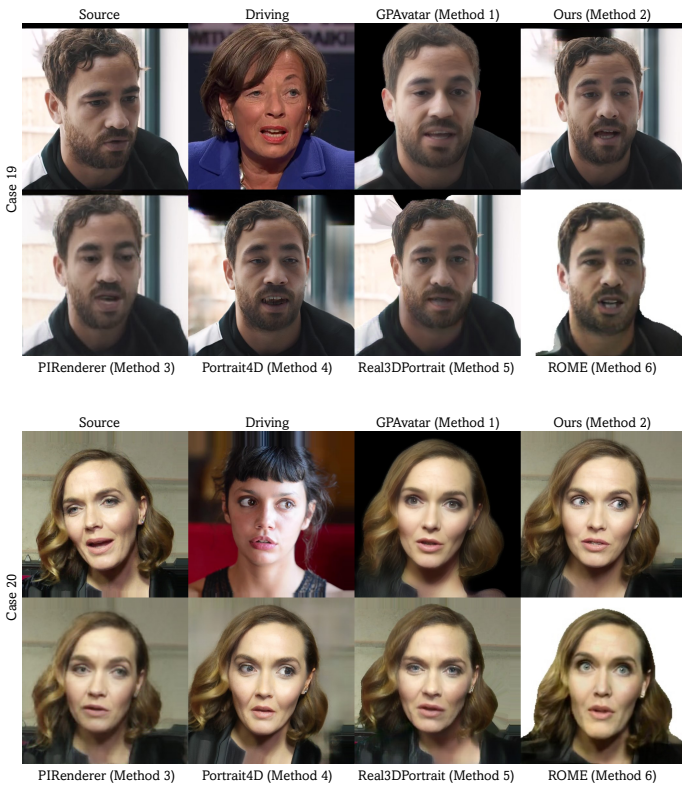 Source Driving GPAvatar (Method 1) Ours (Method 2)
Case 19
PIRenderer (Method 3) Portrait4D (Method 4) Real3DPortrait (Method 5) ROME (Method 6)
Source Driving GPAvatar (Method 1) Ours (Method 2)
Case 20
PIRenderer (Method 3) Portrait4D (Method 4) Real3DPortrait (Method 5) ROME (Method 6)